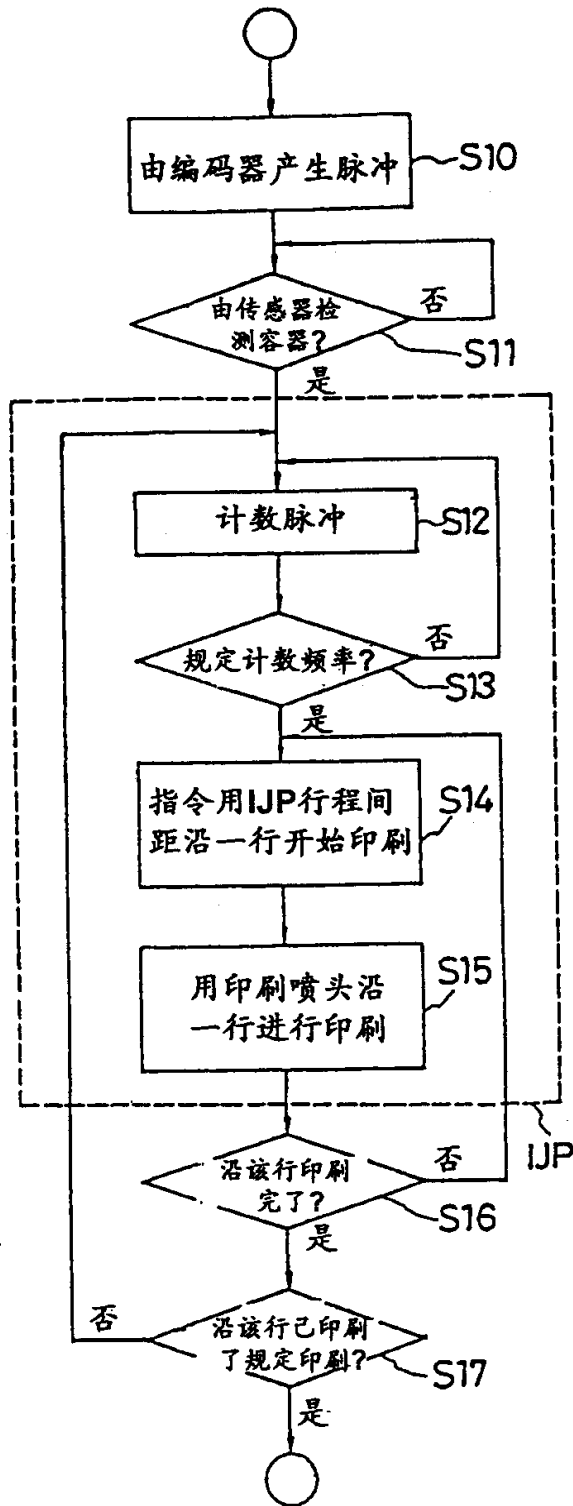 由编码器产生脉冲
S10
由传感器检
测容器?
否
S11
是
计数脉冲
S12
规定计数频率?
否
S13
是
指令用IJP行程间
距沿一行开始印刷
S14
用印刷喷头沿
一行进行印刷
S15
IJP
沿该行印刷
完了?
否
S16
是
否
沿该行已印刷
了规定印刷?
S17
是